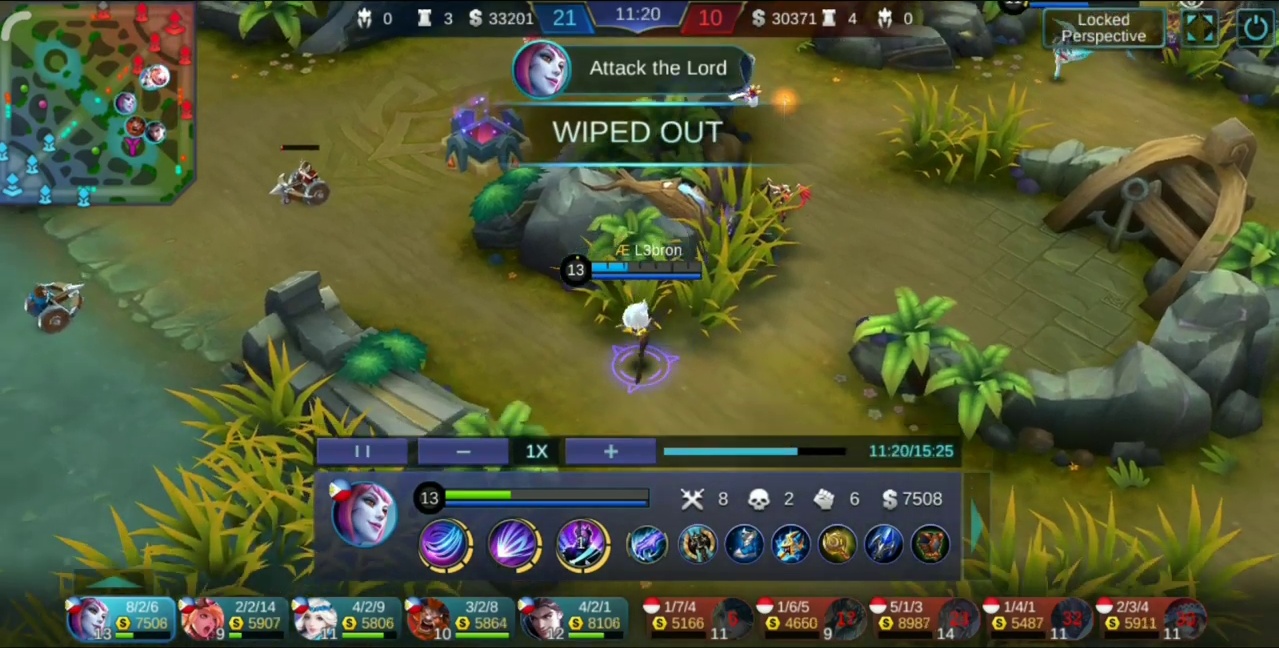 0 3 $ 33201 21 11:20 10 $ 30371 4 0
Locked
Perspective
Attack the Lord
WIPED OUT
Æ L3bron
13
1X 11:20/15:25
13 8 2 6 $ 7508
8/2/6 2/2/14 4/2/9 3/2/8 4/2/1 1/7/4 1/6/5 5/1/3 1/4/1 2/3/4
7506 5907 5806 5864 8106 5166 4660 8987 5487 5911
13 9 11 10 12 11 9 14 11 11